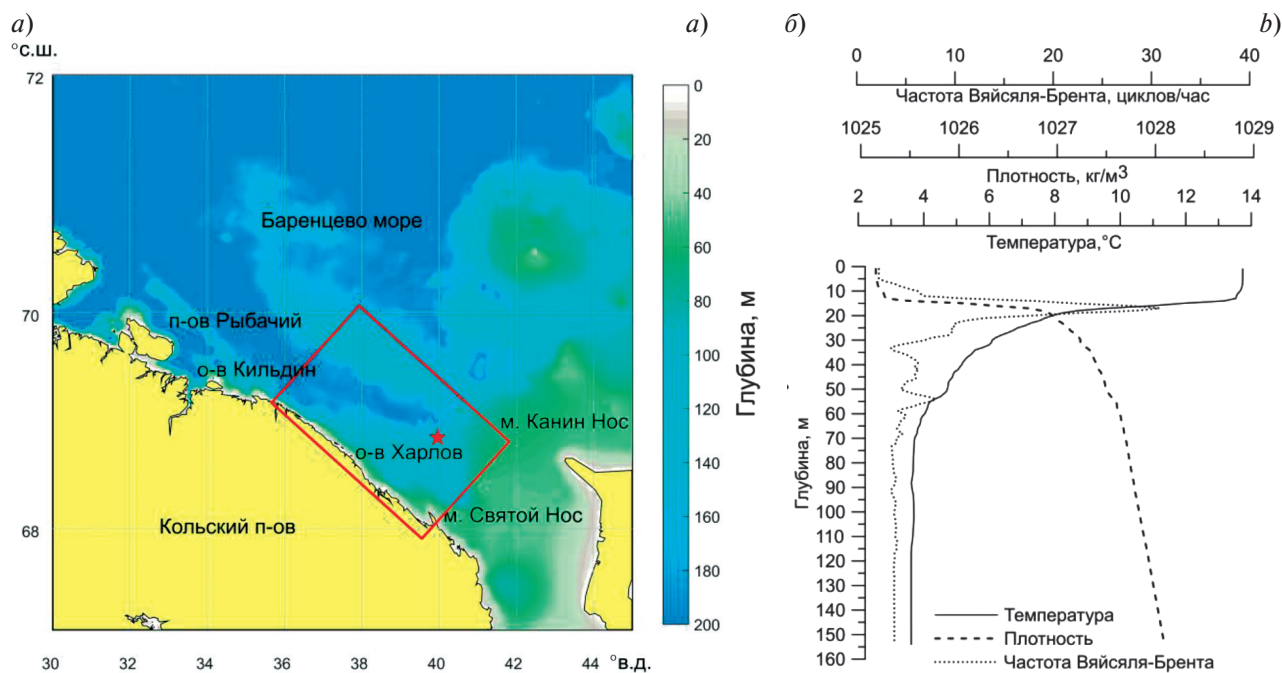 а)
а)
б)
b)
°с.ш.
72
70
68
30 32 34 36 38 40 42 44 °в.д.
Баренцево море
п-ов Рыбачий
о-в Кильдин
м. Канин Нос
о-в Харлов
м. Святой Нос
Кольский п-ов
0
20
40
60
80
100
120
140
160
180
200
Глубина, м
0 10 20 30 40
Частота Вяйсяля-Брента, циклов/час
1025 1026 1027 1028 1029
Плотность, кг/м³
2 4 6 8 10 12 14
Температура,°C
0
10
20
30
40
50
60
70
80
90
100
110
120
130
140
150
160
Глубина, м
Температура
Плотность
Частота Вяйсяля-Брента